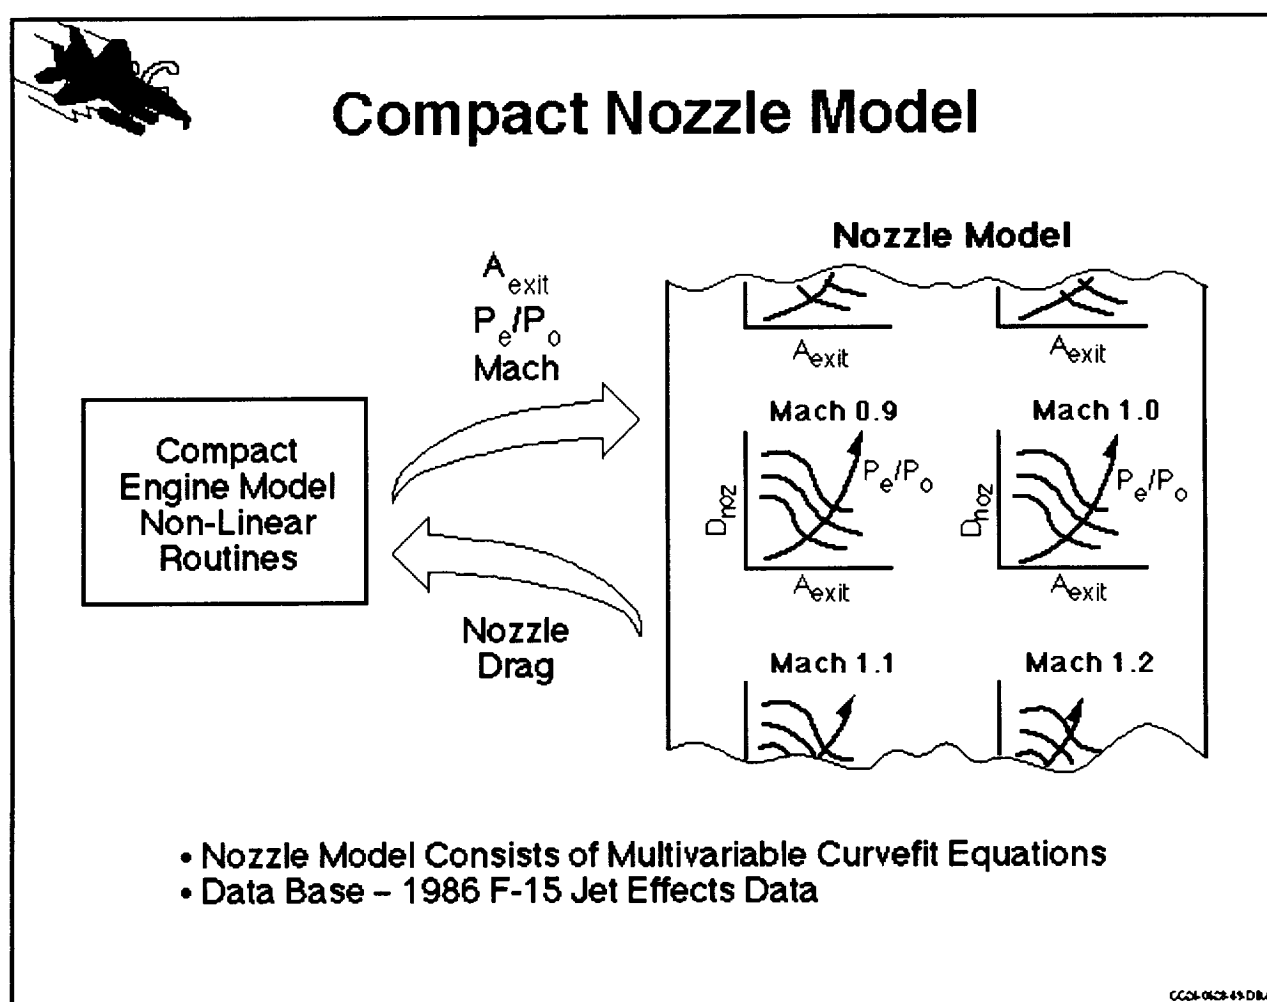 Compact Nozzle Model
Nozzle Model
A exit
P e/P o
Mach
A exit
A exit
Compact
Engine Model
Non-Linear
Routines
Mach 0.9
Mach 1.0
D noz
P e/P o
A exit
D noz
P e/P o
A exit
Nozzle
Drag
Mach 1.1
Mach 1.2
• Nozzle Model Consists of Multivariable Curvefit Equations
• Data Base – 1986 F-15 Jet Effects Data